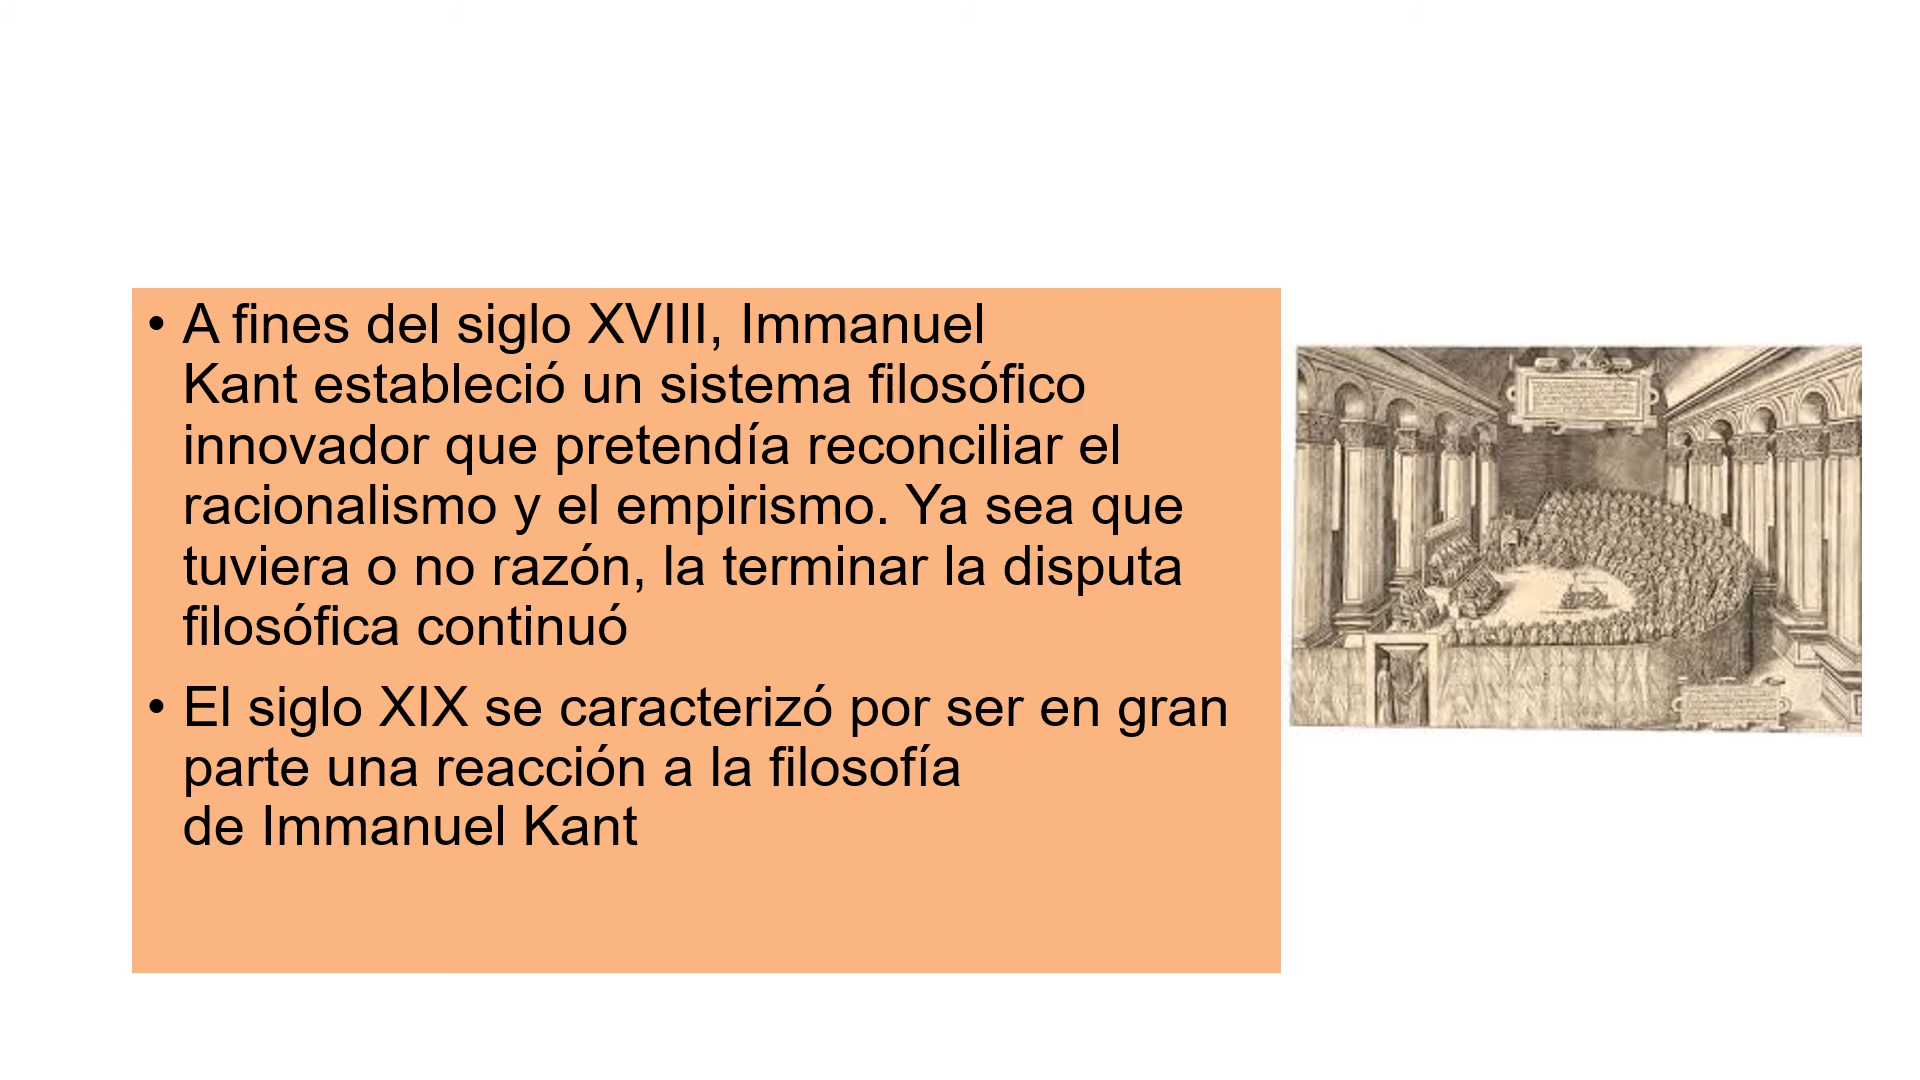 • A fines del siglo XVIII, Immanuel
Kant estableció un sistema filosófico
innovador que pretendía reconciliar el
racionalismo y el empirismo. Ya sea que
tuviera o no razón, la terminar la disputa
filosófica continuó
• El siglo XIX se caracterizó por ser en gran
parte una reacción a la filosofía
de Immanuel Kant